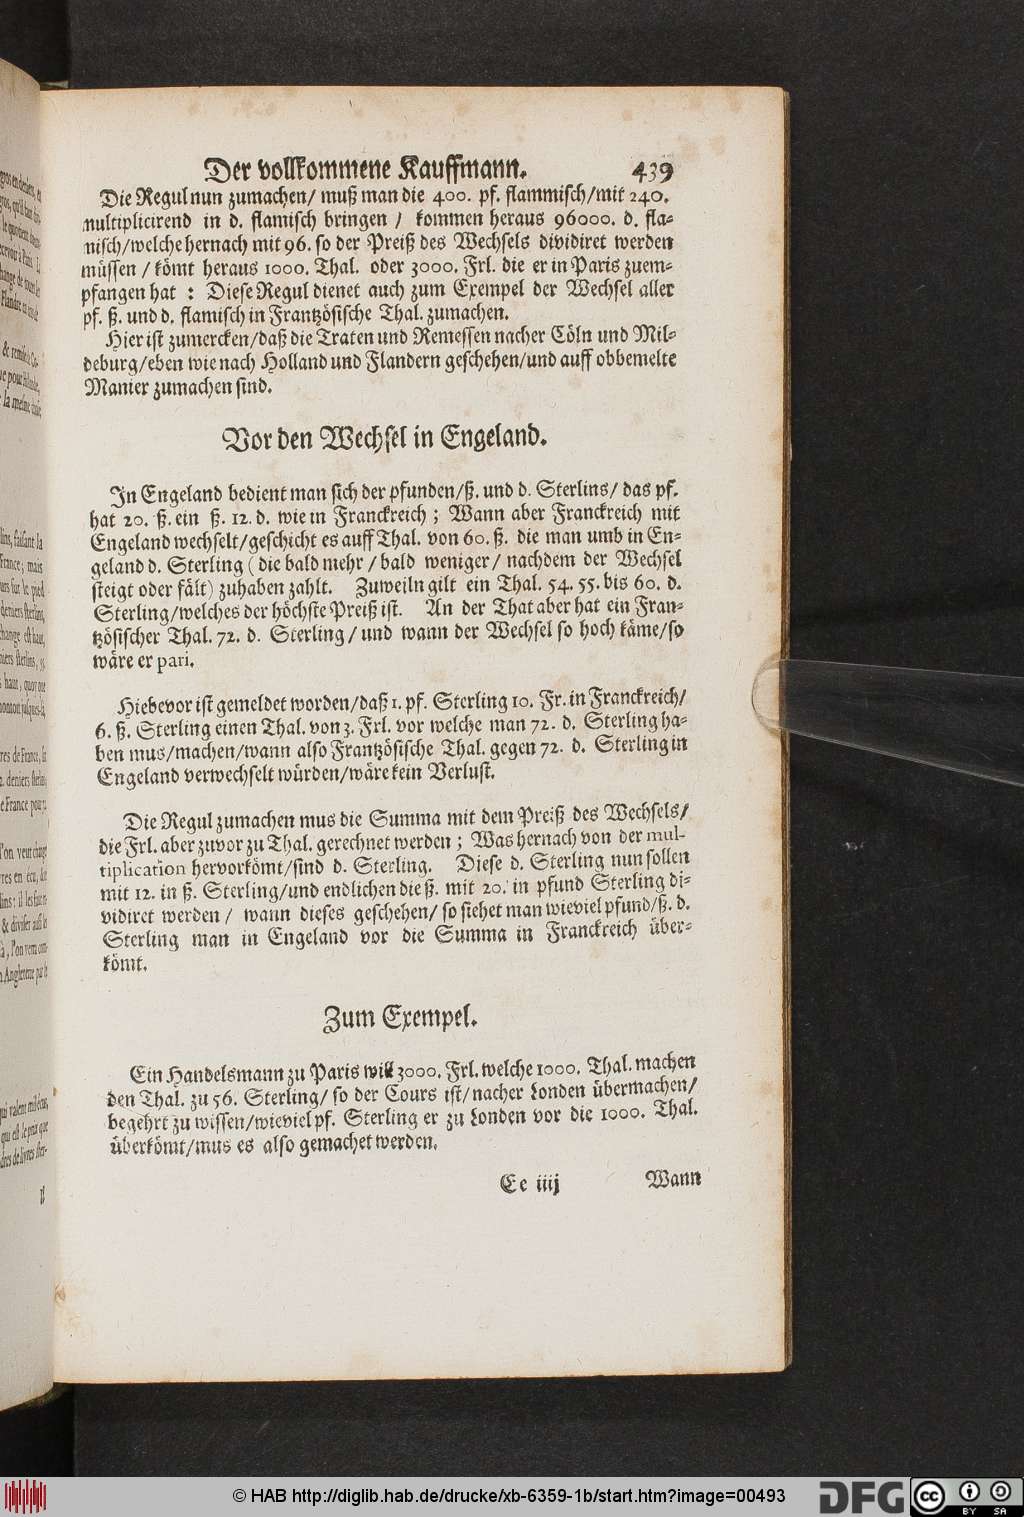 Der vollkommene Kauffmann. 439
Die Regul nun zumachen/ muß man die 400. pf. flammisch/mit 240.
multiplicirend in d. flamisch bringen / kommen heraus 96000. d. fla-
misch/welche hernach mit 96. so der Preiß des Wechsels dividiret werden
müssen / kömt heraus 1000. Thal. oder 3000. Frl. die er in Paris zuem-
pfangen hat : Diese Regul dienet auch zum Exempel der Wechsel aller
pf. ß. und d. flamisch in Frantzösische Thal. zumachen.
Hier ist zumercken/daß die Traten und Remessen nacher Cöln und Mil-
deburg/eben wie nach Holland und Flandern geschehen/und auff obbemelte
Manier zumachen sind.
Vor den Wechsel in Engeland.
In Engeland bedient man sich der pfunden/ß. und d. Sterlins/ das pf.
hat 20. ß. ein ß. 12. d. wie in Franckreich ; Wann aber Franckreich mit
Engeland wechselt/geschicht es auff Thal. von 60. ß. die man umb in En-
geland d. Sterling ( die bald mehr / bald weniger / nachdem der Wechsel
steigt oder fält) zuhaben zahlt. Zuweiln gilt ein Thal. 54. 55. bis 60. d.
Sterling/welches der höchste Preiß ist. An der That aber hat ein Fran-
tzösischer Thal. 72. d. Sterling/ und wann der Wechsel so hoch käme/so
wäre er pari.
Hiebevor ist gemeldet worden/daß 1. pf. Sterling 10. Fr. in Franckreich/
6. ß. Sterling einen Thal. von 3. Frl. vor welche man 72. d. Sterling ha-
ben mus/machen/wann also Frantzösische Thal. gegen 72. d. Sterling in
Engeland verwechselt würden/wäre kein Verlust.
Die Regul zumachen mus die Summa mit dem Preiß des Wechsels/
die Frl. aber zuvor zu Thal. gerechnet werden ; Was hernach von der mul-
tiplication hervorkömt/sind d. Sterling. Diese d. Sterling nun sollen
mit 12. in ß. Sterling/und endlichen die ß. mit 20. in pfund Sterling di-
vidiret werden / wann dieses geschehen/ so siehet man wieviel pfund/ß. d.
Sterling man in Engeland vor die Summa in Franckreich über-
kömt.
Zum Exempel.
Ein Handelsmann zu Paris will 3000. Frl. welche 1000. Thal. machen
den Thal. zu 56. Sterling/ so der Cours ist/ nacher Londen übermachen/
begehrt zu wissen/wieviel pf. Sterling er zu Londen vor die 1000. Thal.
überkömt/mus es also gemachet werden.
Ee iiij Wann
© HAB http://diglib.hab.de/drucke/xb-6359-1b/start.htm?image=00493
DFG
cc BY SA